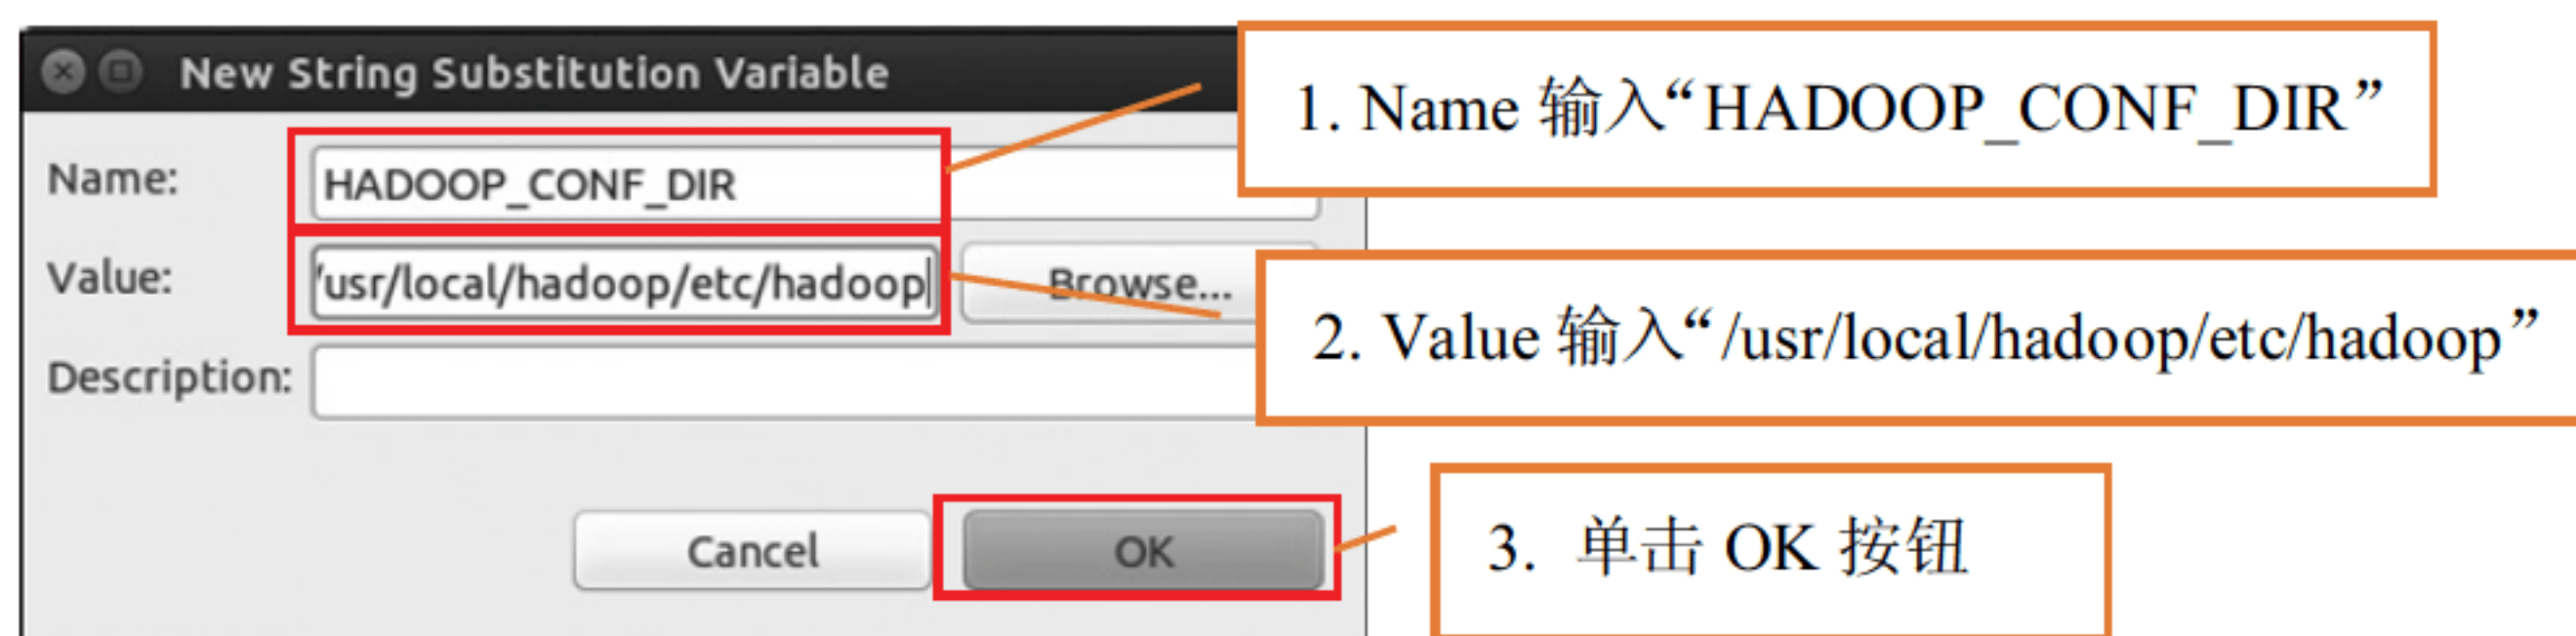 New String Substitution Variable
1. Name 输入“HADOOP_CONF_DIR”
Name:
HADOOP_CONF_DIR
Value:
/usr/local/hadoop/etc/hadoop
Browse...
2. Value 输入“/usr/local/hadoop/etc/hadoop”
Description:
Cancel
OK
3. 单击 OK 按钮